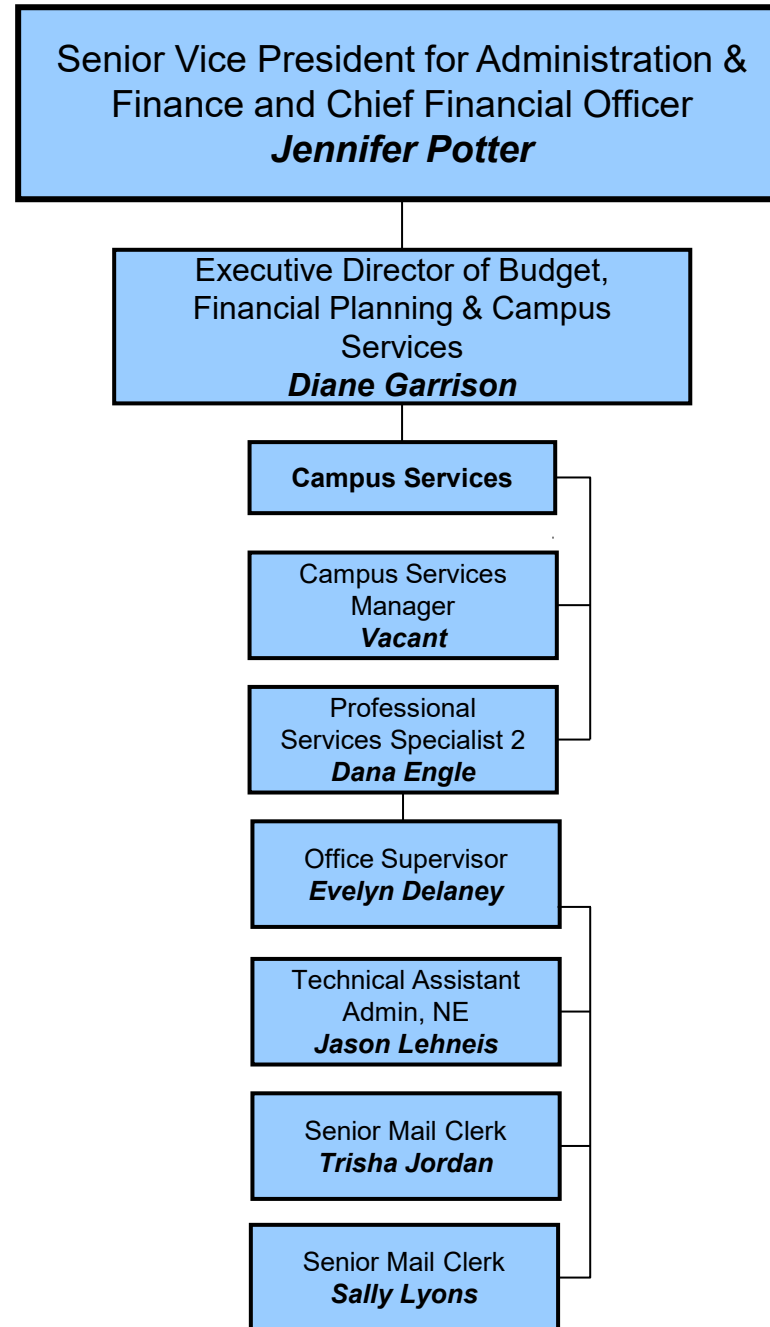 Senior Vice President for Administration &
Finance and Chief Financial Officer
Jennifer Potter
Executive Director of Budget,
Financial Planning & Campus
Services
Diane Garrison
Campus Services
Campus Services
Manager
Vacant
Professional
Services Specialist 2
Dana Engle
Office Supervisor
Evelyn Delaney
Technical Assistant
Admin, NE
Jason Lehneis
Senior Mail Clerk
Trisha Jordan
Senior Mail Clerk
Sally Lyons